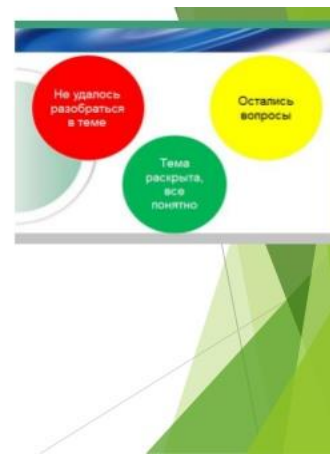 Не удалось
разобраться
в теме
Остались
вопросы
Тема
раскрыта,
все
понятно